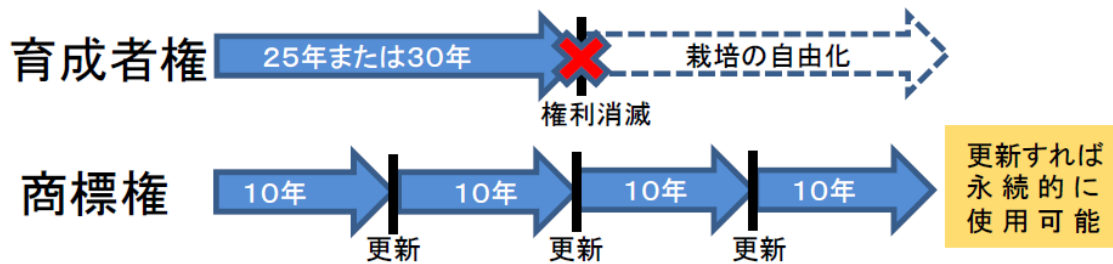 育成者権
25年または30年
栽培の自由化
権利消滅
商標権
10年
10年
10年
10年
更新
更新
更新
更新すれば
永続的に
使用可能